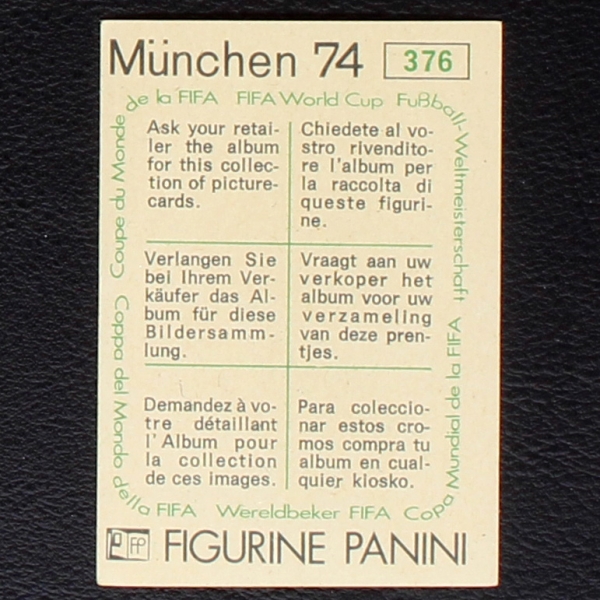 München 74 376
de la FIFA FIFA World Cup Fußball-Weltmeisterschaft
Coupe du Monde
Ask your retai-
ler the album
for this collec-
tion of picture-
cards.
Chiedete al vo-
stro rivendito-
re l'album per
la raccolta di
queste figuri-
ne.
Verlangen Sie
bei Ihrem Ver-
käufer das Al-
bum für diese
Bildersamm-
lung.
Vraagt aan uw
verkoper het
album voor uw
verzameling
van deze pren-
tjes.
Demandez à vo-
tre détaillant
l'Album pour
la collection
de ces images.
Para coleccio-
nar estos cro-
mos compra tu
album en cual-
quier kiosko.
Coppa del Mondo della FIFA
Wereldbeker FIFA
Copa Mundial de la FIFA
FP FIGURINE PANINI